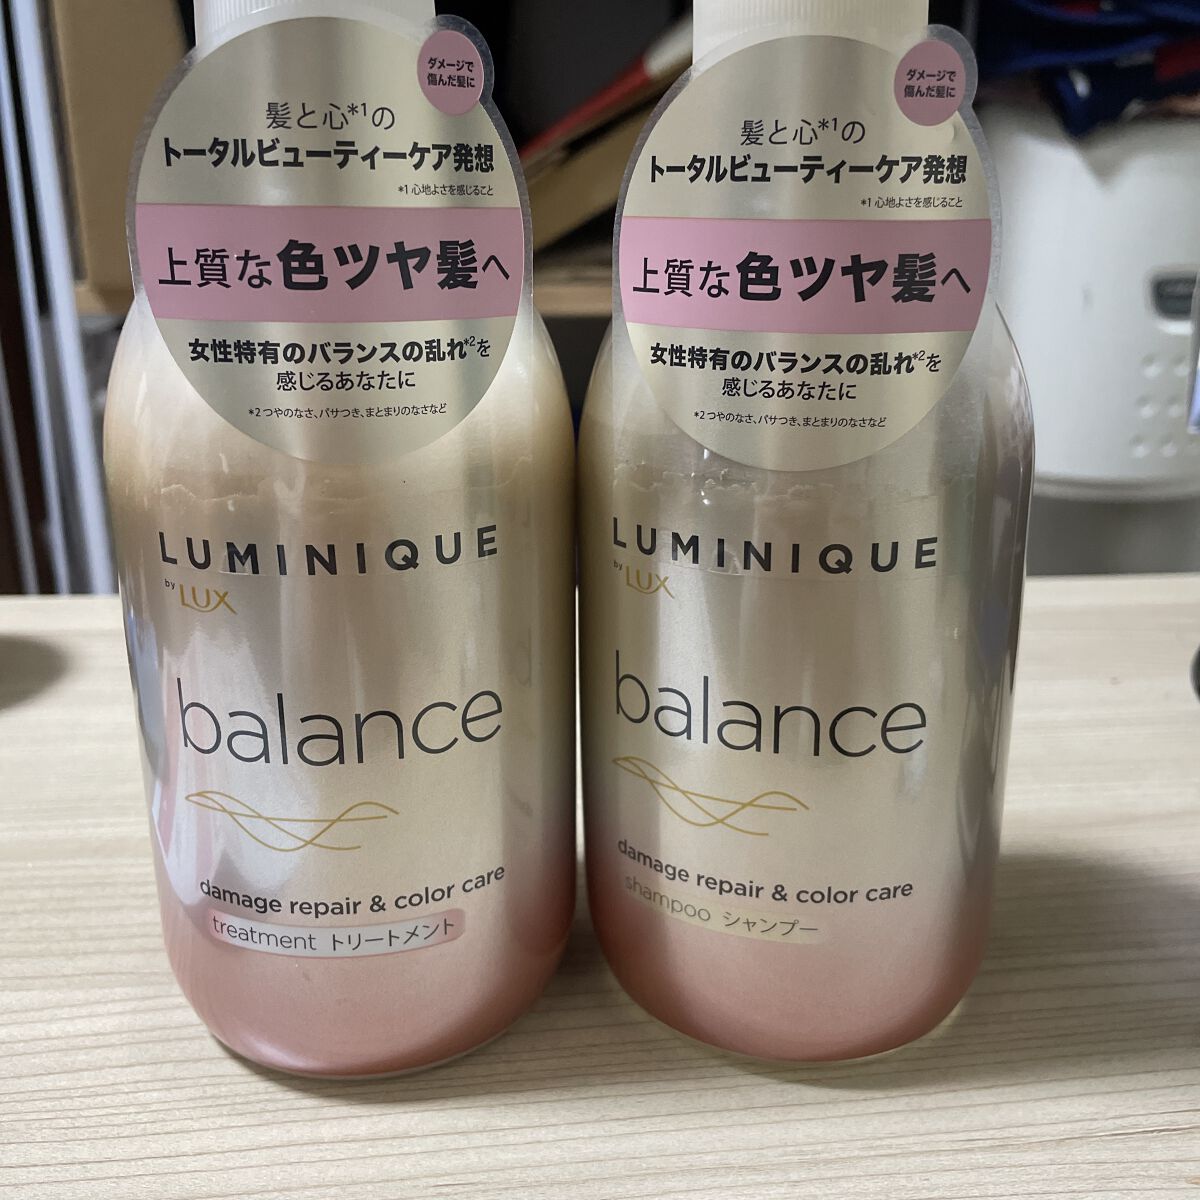 ダメージで
傷んだ髪に
髪と心*1の
トータルビューティーケア発想
*1 心地よさを感じること
上質な色ツヤ髪へ
女性特有のバランスの乱れ*2を
感じるあなたに
*2 つやのなさ、パサつき、まとまりのなさなど
LUMINIQUE
by LUX
balance
damage repair & color care
treatment トリートメント
ダメージで
傷んだ髪に
髪と心*1の
トータルビューティーケア発想
*1 心地よさを感じること
上質な色ツヤ髪へ
女性特有のバランスの乱れ*2を
感じるあなたに
*2 つやのなさ、パサつき、まとまりのなさなど
LUMINIQUE
by LUX
balance
damage repair & color care
shampoo シャンプー